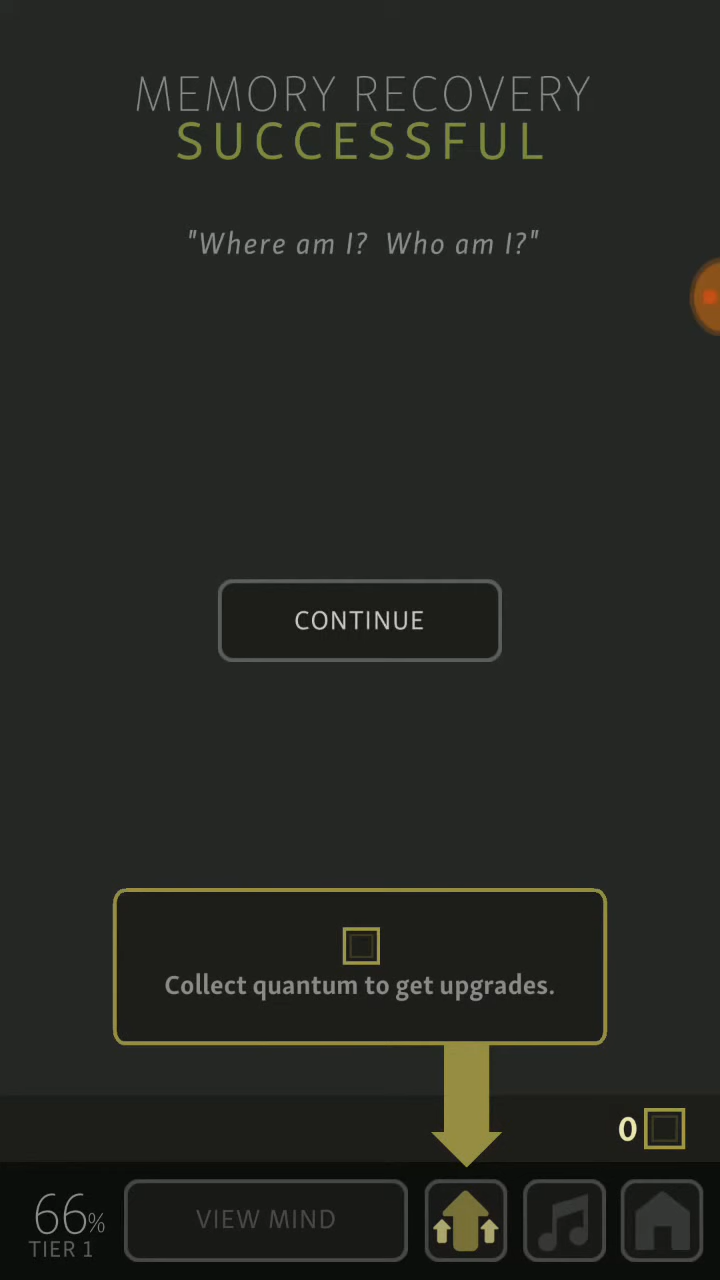 MEMORY RECOVERY
SUCCESSFUL
"Where am I? Who am I?"
CONTINUE
Collect quantum to get upgrades.
0
66%
TIER 1
VIEW MIND